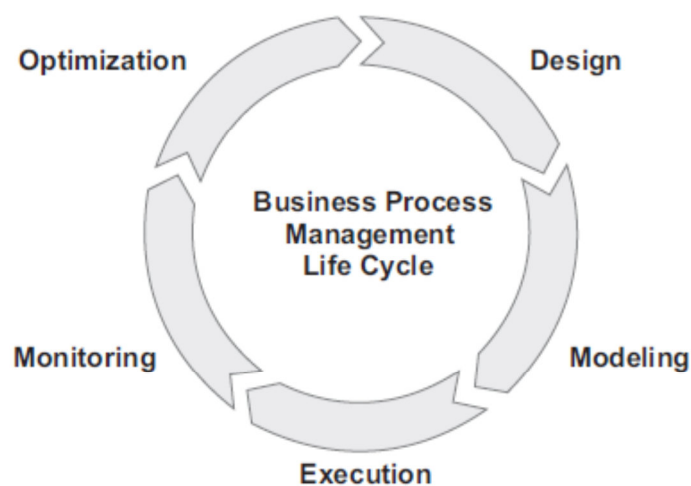 Optimization
Design
Business Process
Management
Life Cycle
Monitoring
Modeling
Execution